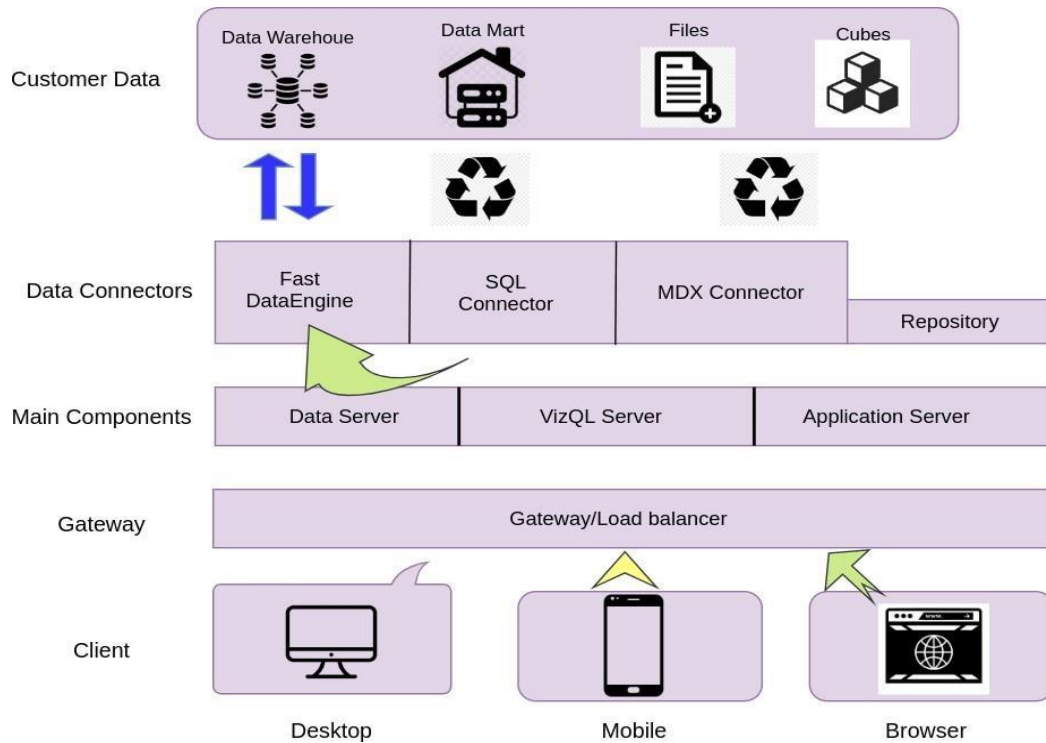 Customer Data
Data Warehoue
Data Mart
Files
Cubes
Data Connectors
Fast
DataEngine
SQL
Connector
MDX Connector
Repository
Main Components
Data Server
VizQL Server
Application Server
Gateway
Gateway/Load balancer
Client
www.
Desktop
Mobile
Browser